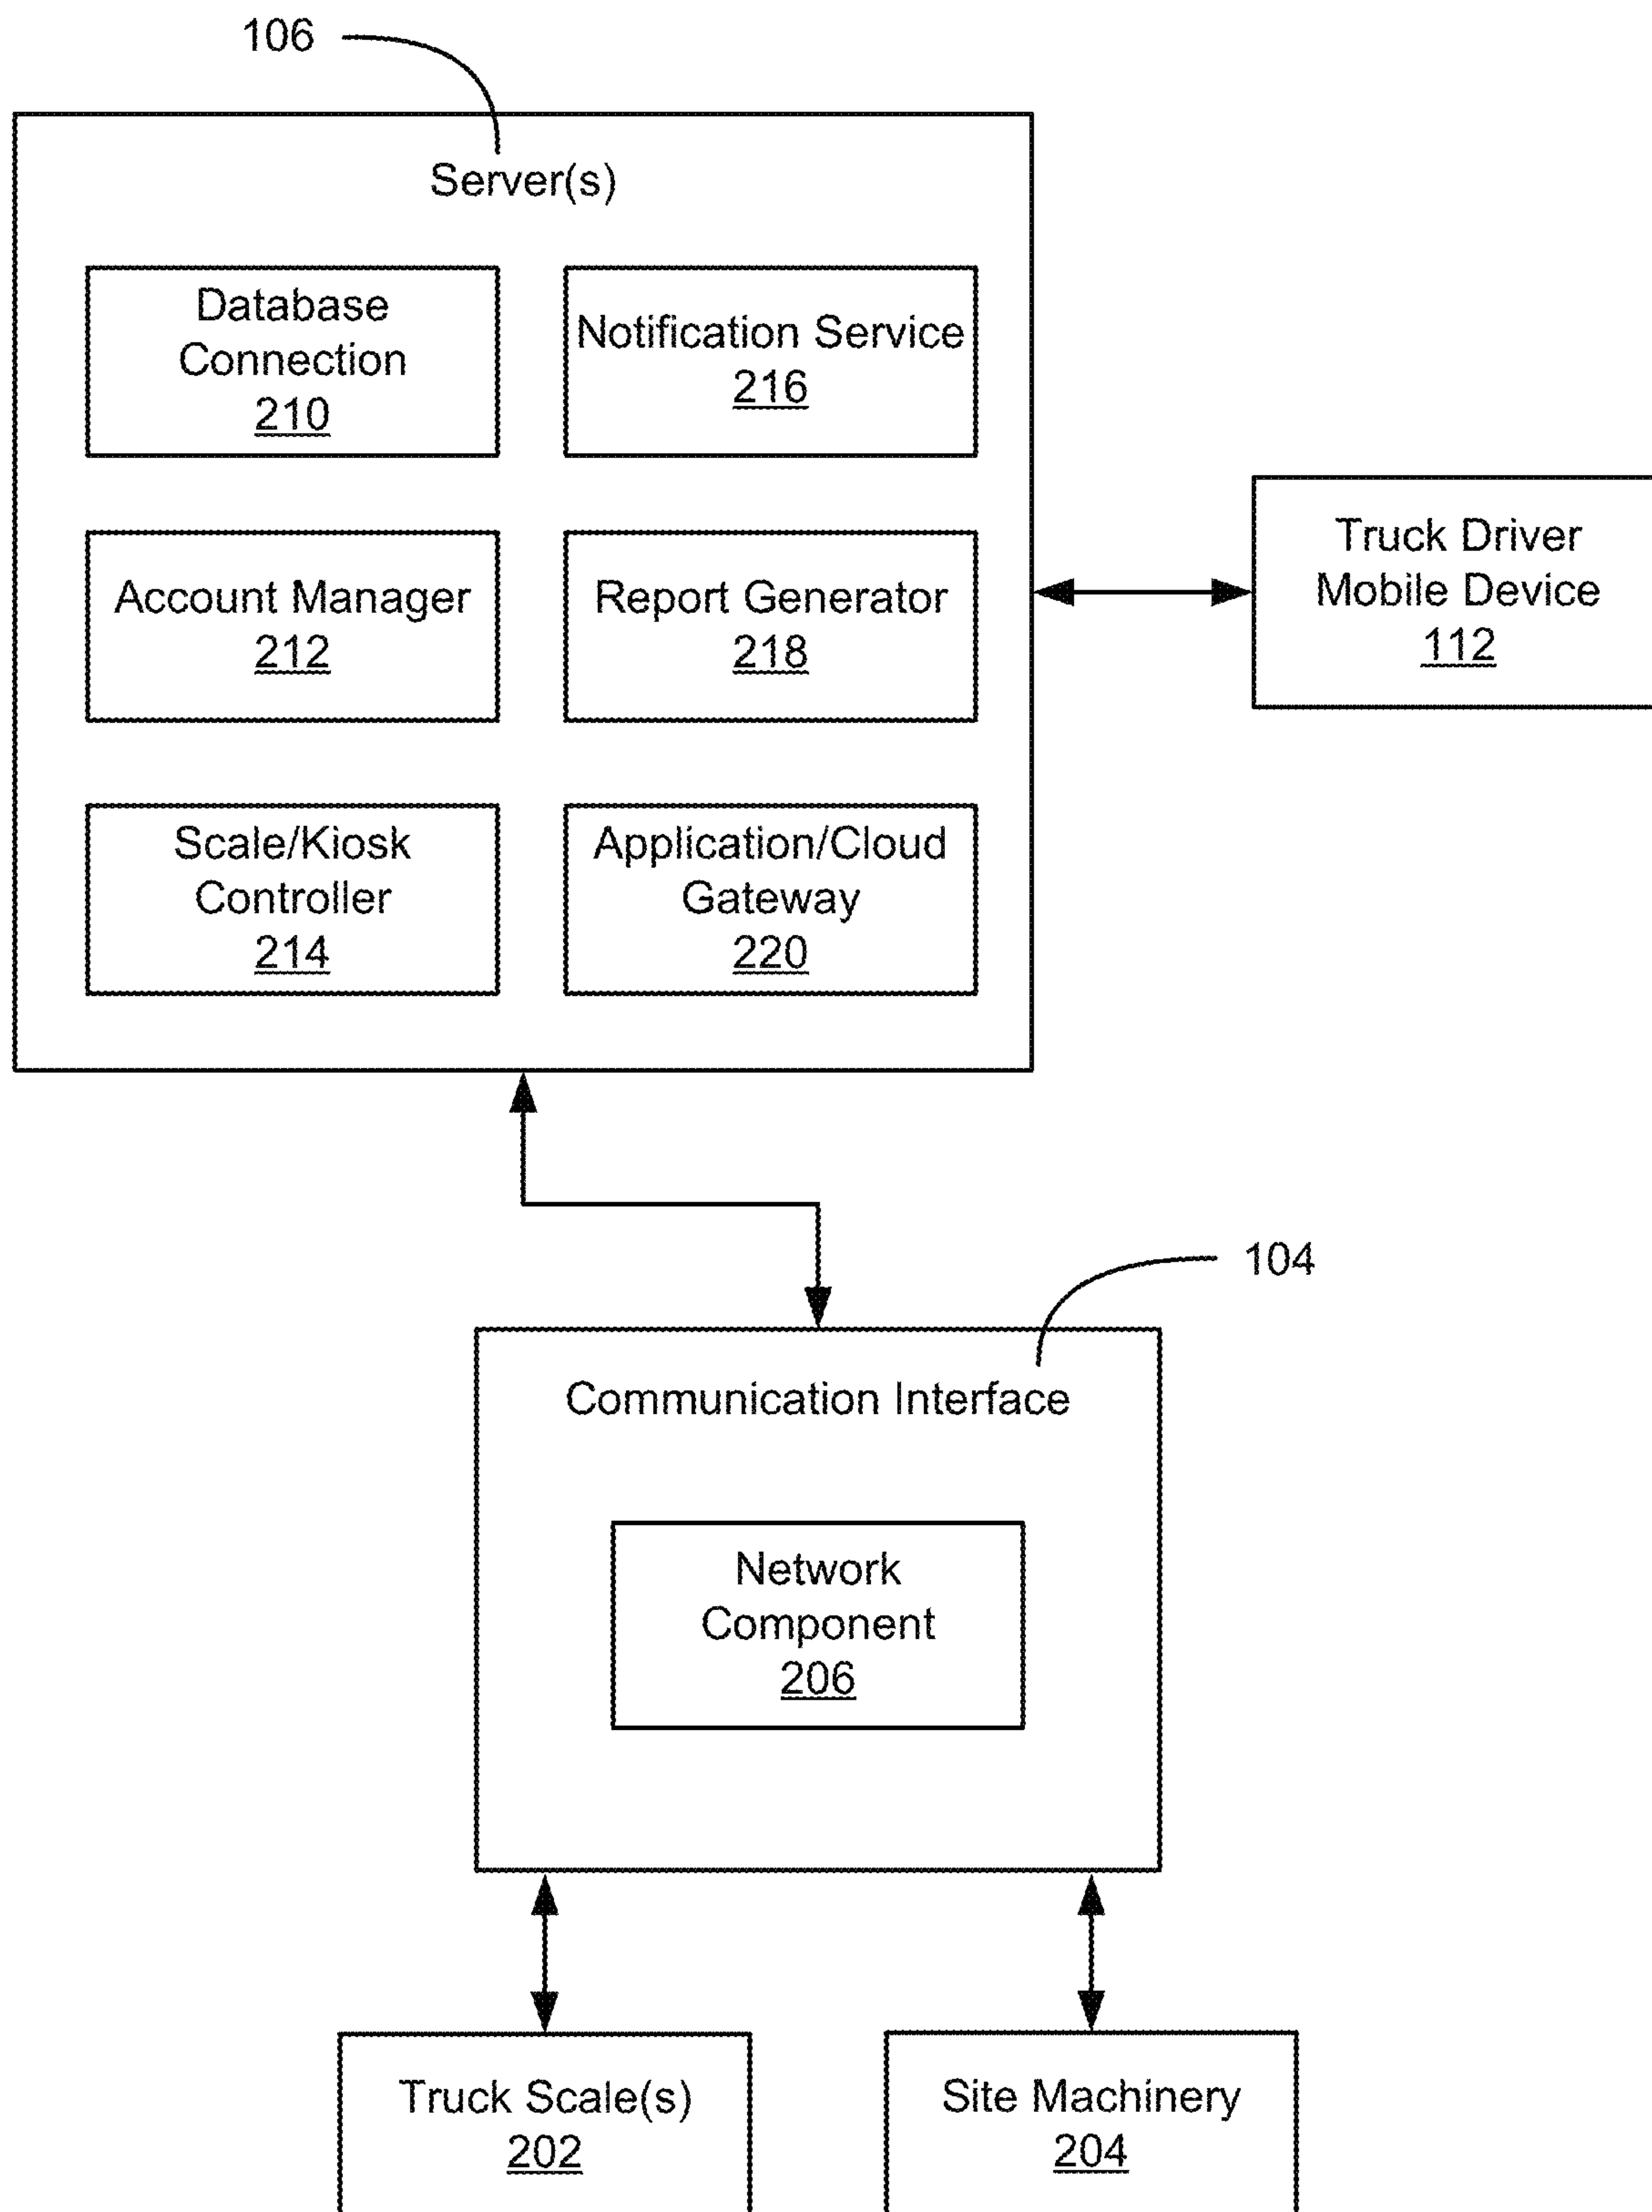 106
Server(s)
Database
Connection
210
Notification Service
216
Account Manager
212
Report Generator
218
Truck Driver
Mobile Device
112
Scale/Kiosk
Controller
214
Application/Cloud
Gateway
220
104
Communication Interface
Network
Component
206
Truck Scale(s)
202
Site Machinery
204